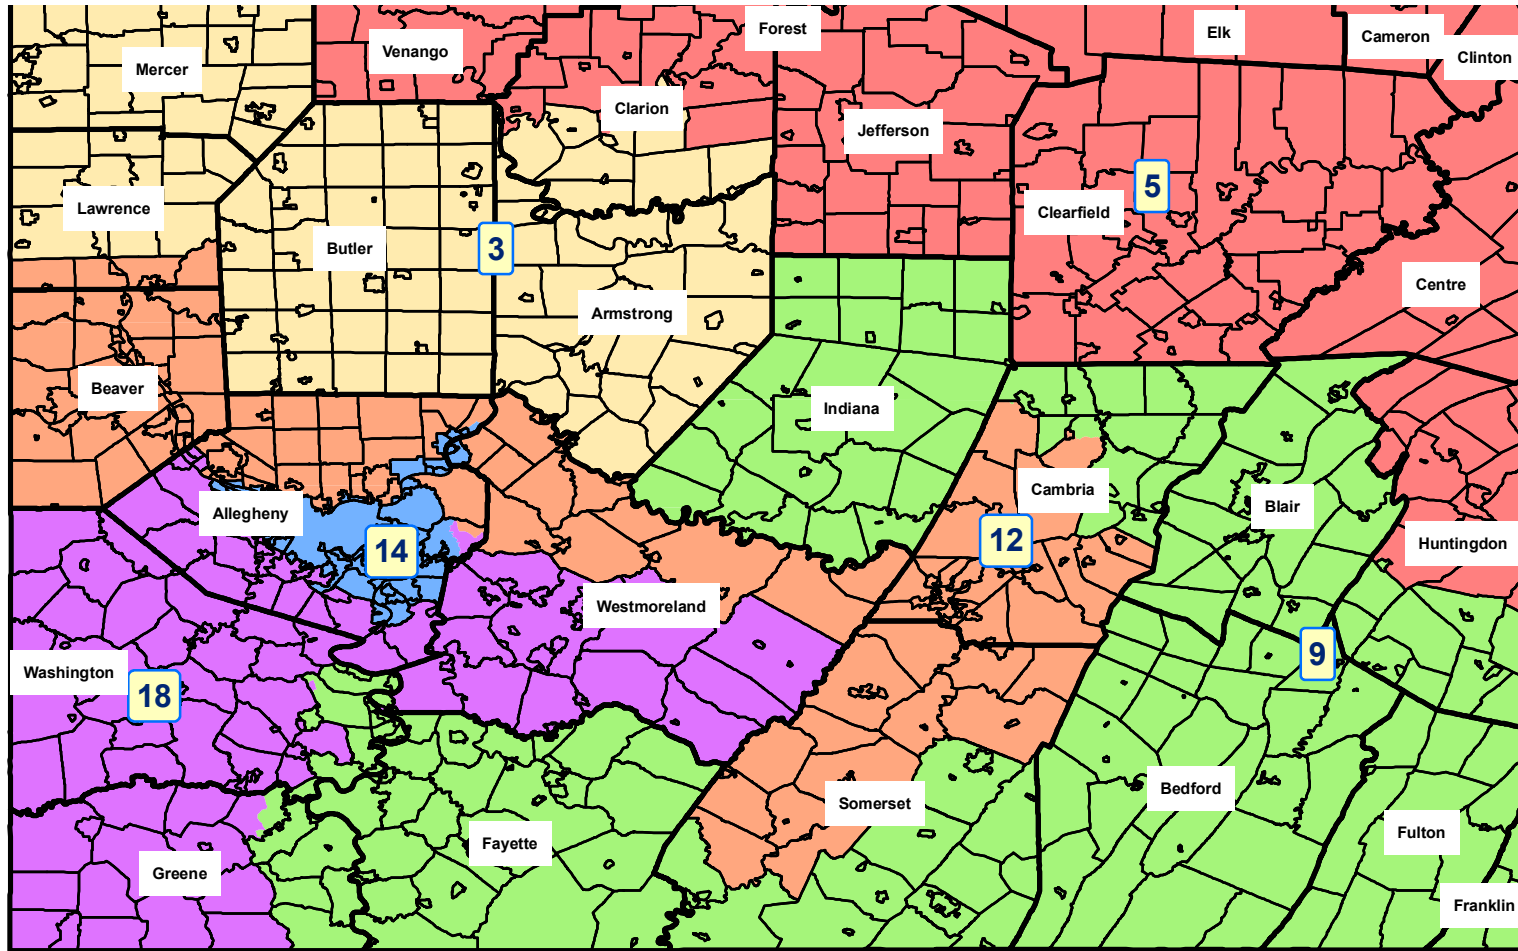 Forest
Elk
Cameron
Venango
Clinton
Mercer
Clarion
Jefferson
5
Lawrence
Clearfield
Butler
3
Centre
Armstrong
Beaver
Indiana
Cambria
Allegheny
Blair
14
12
Huntingdon
Westmoreland
9
Washington
18
Bedford
Somerset
Fulton
Fayette
Greene
Franklin